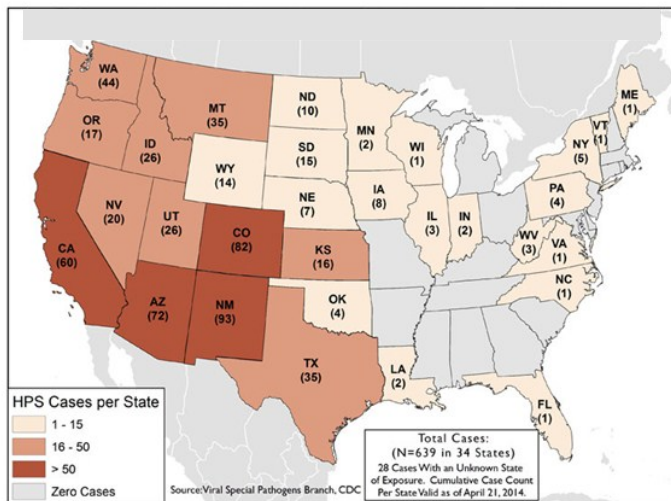 WA
(44)
MT
(35)
ND
(10)
ME
(1)
OR
(17)
ID
(26)
MN
(2)
VT
(1)
SD
(15)
WI
(1)
NY
(5)
WY
(14)
NE
(7)
IA
(8)
PA
(4)
NV
(20)
UT
(26)
CO
(82)
IL
(3)
IN
(2)
CA
(60)
KS
(16)
WV
(3)
VA
(1)
AZ
(72)
NM
(93)
OK
(4)
NC
(1)
TX
(35)
LA
(2)
FL
(1)
HPS Cases per State
1 - 15
16 - 50
> 50
Zero Cases
Source:Viral Special Pathogens Branch, CDC
Total Cases:
(N=639 in 34 States)
28 Cases With an Unknown State
of Exposure. Cumulative Case Count
Per State Valid as of April 21, 2014.